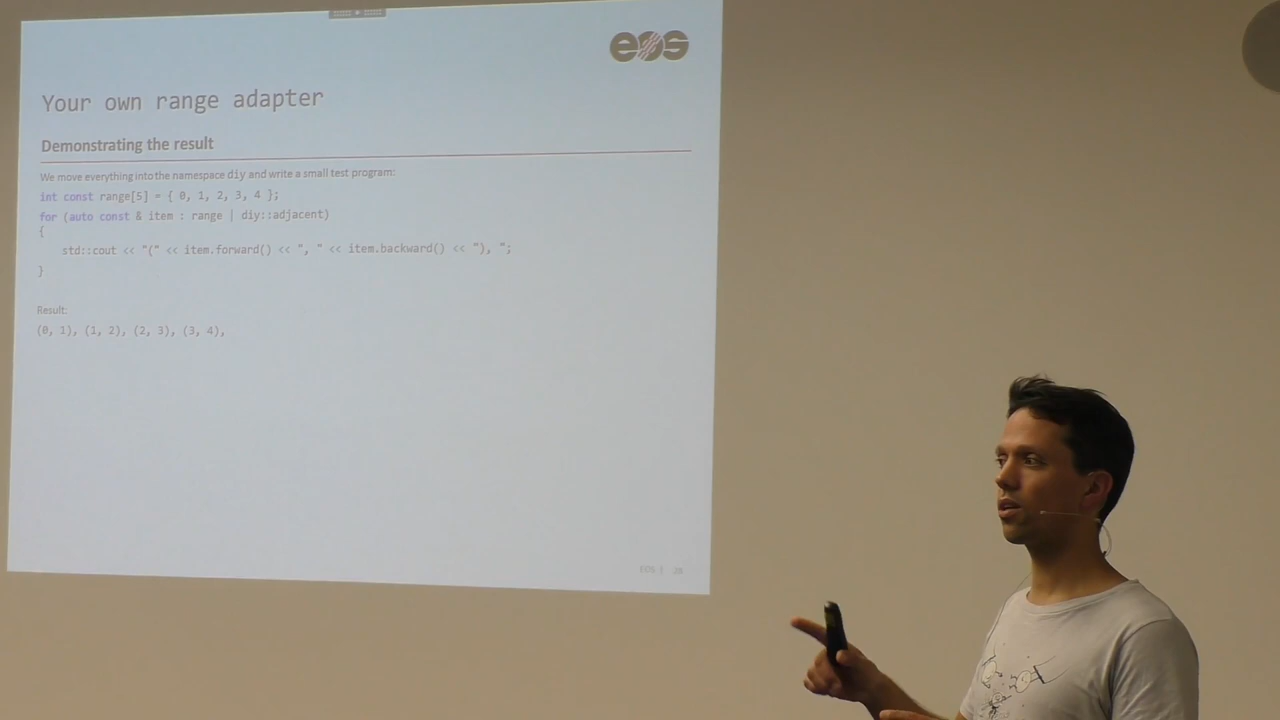 eos
Your own range adapter
Demonstrating the result
We move everything into the namespace diy and write a small test program:
int const range[5] = { 0, 1, 2, 3, 4 };
for (auto const & item : range | diy::adjacent)
{
std::cout << "(" << item.forward() << ", " << item.backward() << "), ";
}
Result:
(0, 1), (1, 2), (2, 3), (3, 4),